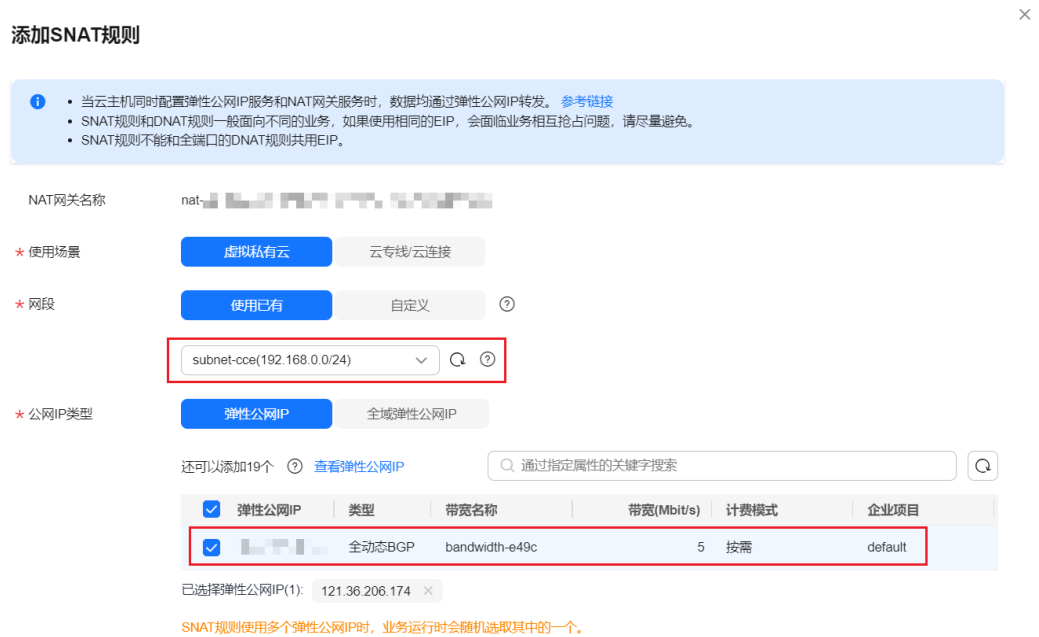 添加SNAT规则
当云主机同时配置弹性公网IP服务和NAT网关服务时，数据均通过弹性公网IP转发。 参考链接
SNAT规则和DNAT规则一般面向不同的业务，如果使用相同的EIP，会面临业务相互抢占问题，请尽量避免。
SNAT规则不能和全端口的DNAT规则共用EIP。
NAT网关名称 nat-
* 使用场景 虚拟私有云 云专线/云连接
* 网段 使用已有 自定义
subnet-cce(192.168.0.0/24)
* 公网IP类型 弹性公网IP 全域弹性公网IP
还可以添加19个 查看弹性公网IP 通过指定属性的关键字搜索
弹性公网IP 类型 带宽名称 带宽(Mbit/s) 计费模式 企业项目
全动态BGP bandwidth-e49c 5 按需 default
已选择弹性公网IP(1): 121.36.206.174 ×
SNAT规则使用多个弹性公网IP时，业务运行时会随机选取其中的一个。